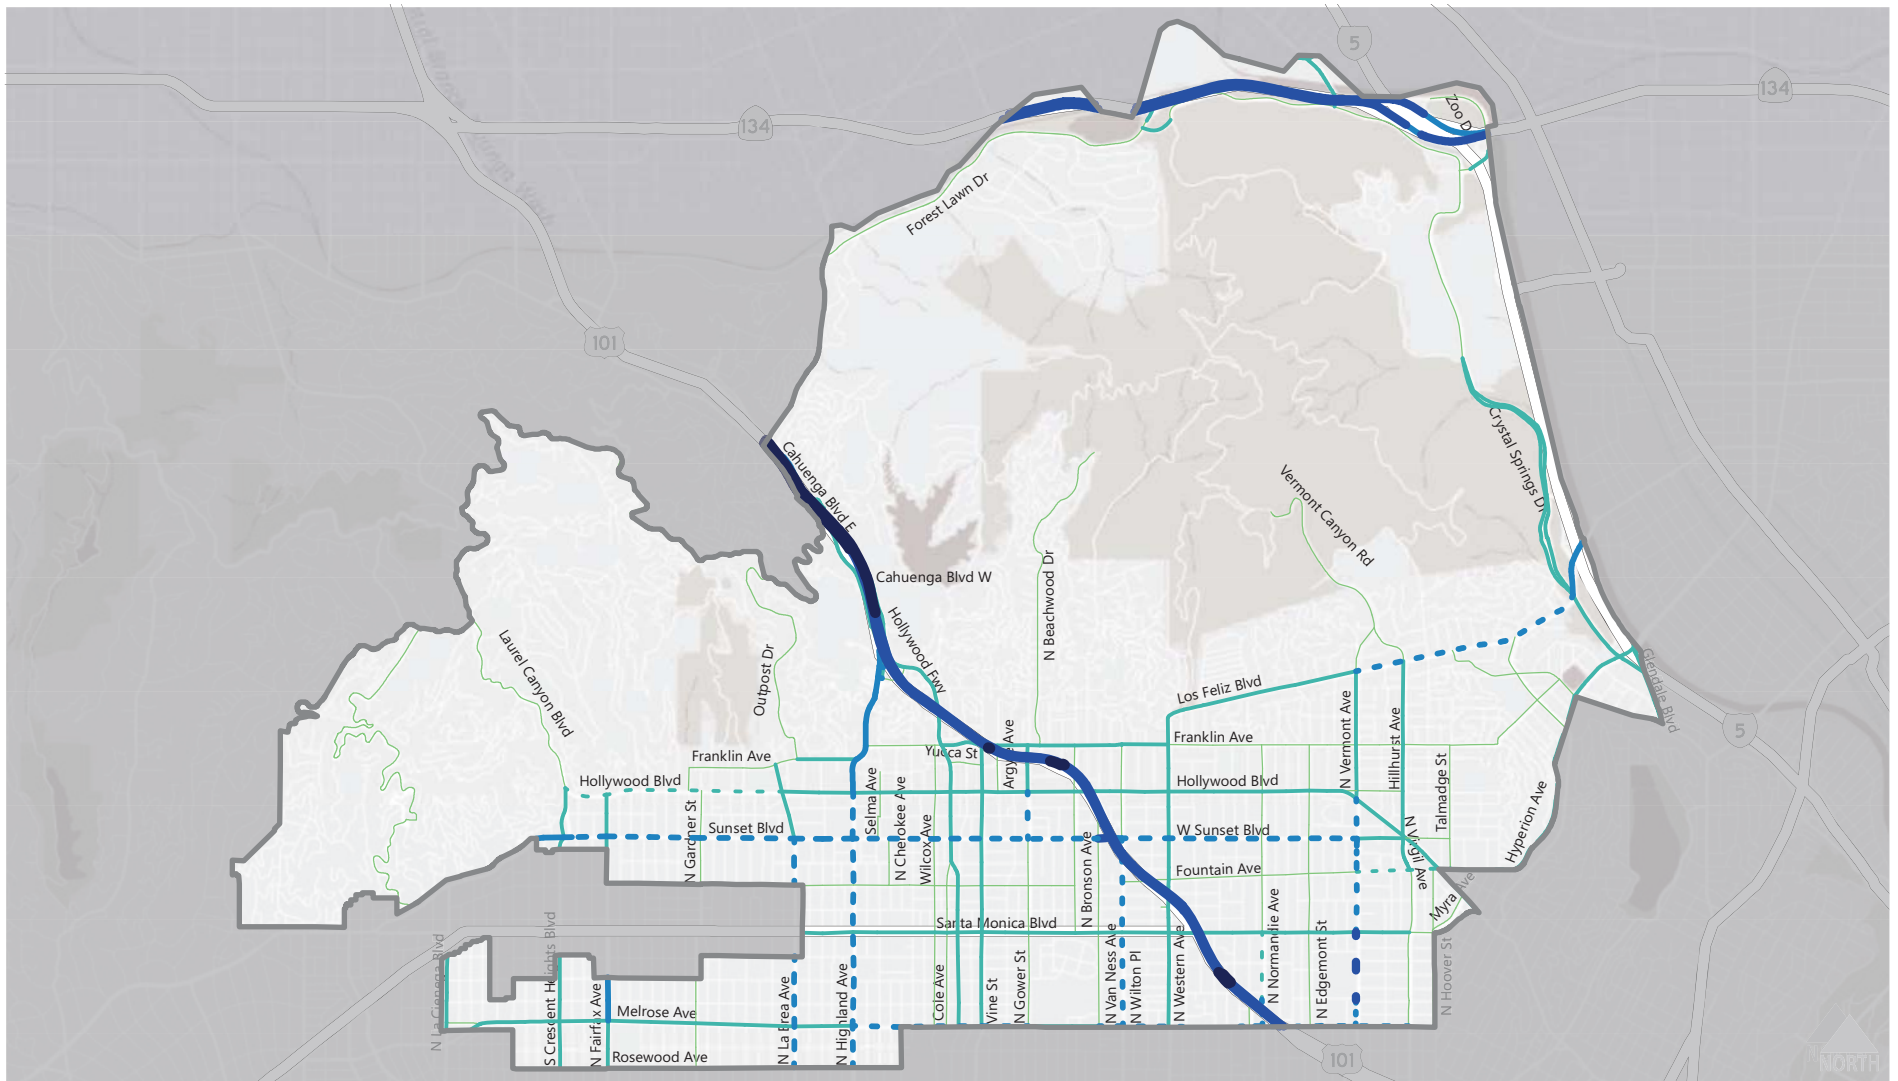 5
134
134
Zoo D
Forest Lawn Dr
101
Crystal Springs Dr
Cahuenga Blvd E
Vermont Canyon Rd
Cahuenga Blvd W
N Beachwood Dr
Hollywood Fwy
Laurel Canyon Blvd
Outpost Dr
Los Feliz Blvd
Glendale Blvd
5
N Vermont Ave
Hillhurst Ave
Franklin Ave
Yucca St
Argyle Ave
Franklin Ave
Talmadge St
Hyperion Ave
Hollywood Blvd
Hollywood Blvd
Selma Ave
N Cherokee Ave
N Gardner St
Wilcox Ave
Sunset Blvd
W Sunset Blvd
N Virgil Ave
N Bronson Ave
Fountain Ave
Myra Ave
Santa Monica Blvd
N La Cienega Blvd
S Crescent Heights Blvd
N Fairfax Ave
Melrose Ave
N La Brea Ave
N Highland Ave
Cole Ave
Vine St
N Gower St
N Van Ness Ave
N Wilton Pl
N Western Ave
N Normandie Ave
N Edgemont St
N Hoover St
Rosewood Ave
101
NORTH